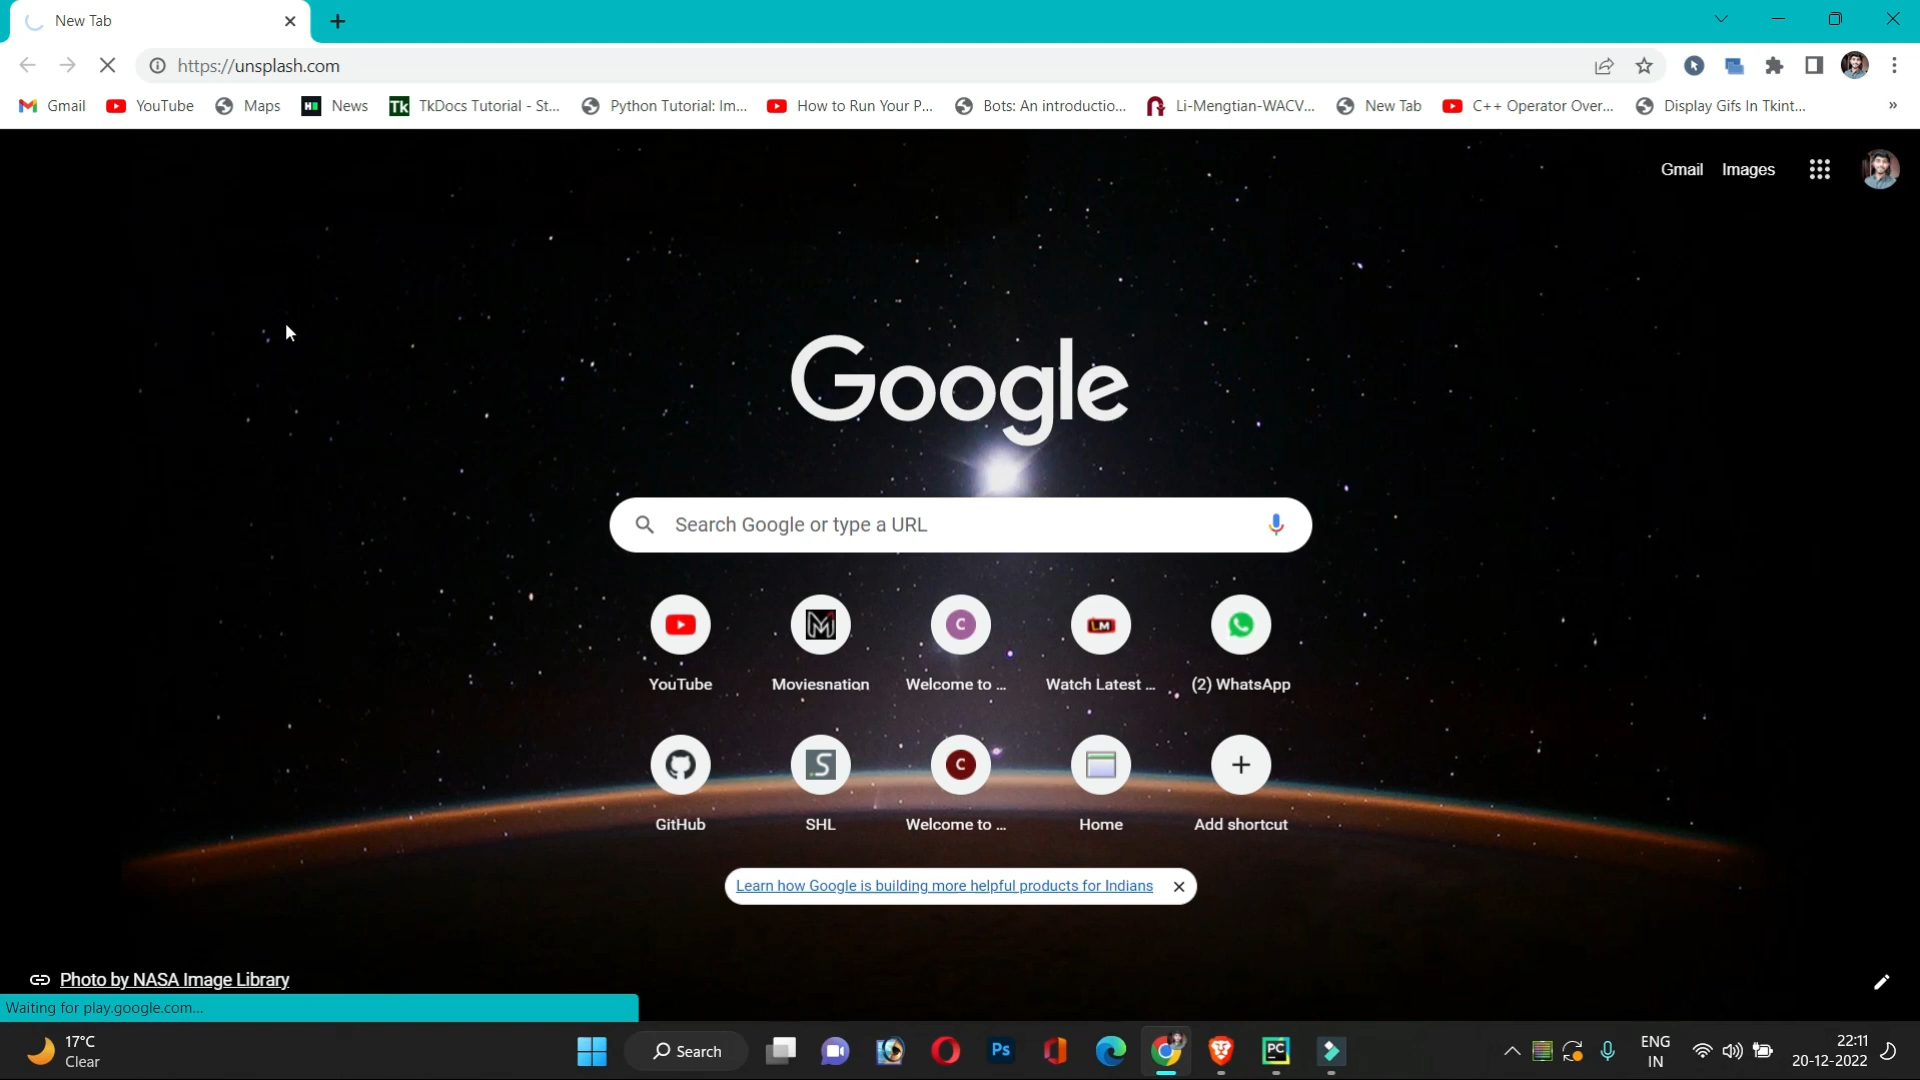 New Tab
https://unsplash.com
Gmail YouTube Maps News TkDocs Tutorial - St... Python Tutorial: Im... How to Run Your P... Bots: An introductio... Li-Mengtian-WACV... New Tab C++ Operator Over... Display Gifs In Tkint... »
Gmail Images
Google
Search Google or type a URL
YouTube Moviesnation Welcome to ... Watch Latest ... (2) WhatsApp
GitHub SHL Welcome to ... Home Add shortcut
Learn how Google is building more helpful products for Indians
Photo by NASA Image Library
Waiting for play.google.com...
17°C
Clear
Search
ENG
IN
22:11
20-12-2022